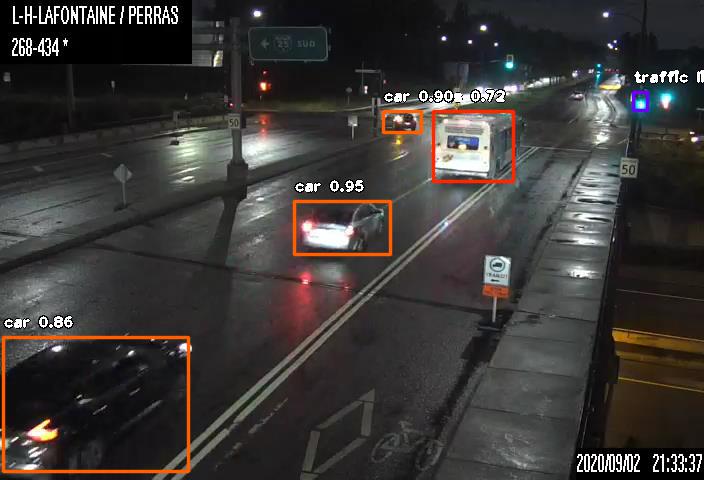 L-H-LAFONTAINE / PERRAS
268-434 *
25 SUD
traffic
car 0.90
0.72
50
50
car 0.95
TRANSIT
car 0.86
2020/09/02 21:33:37